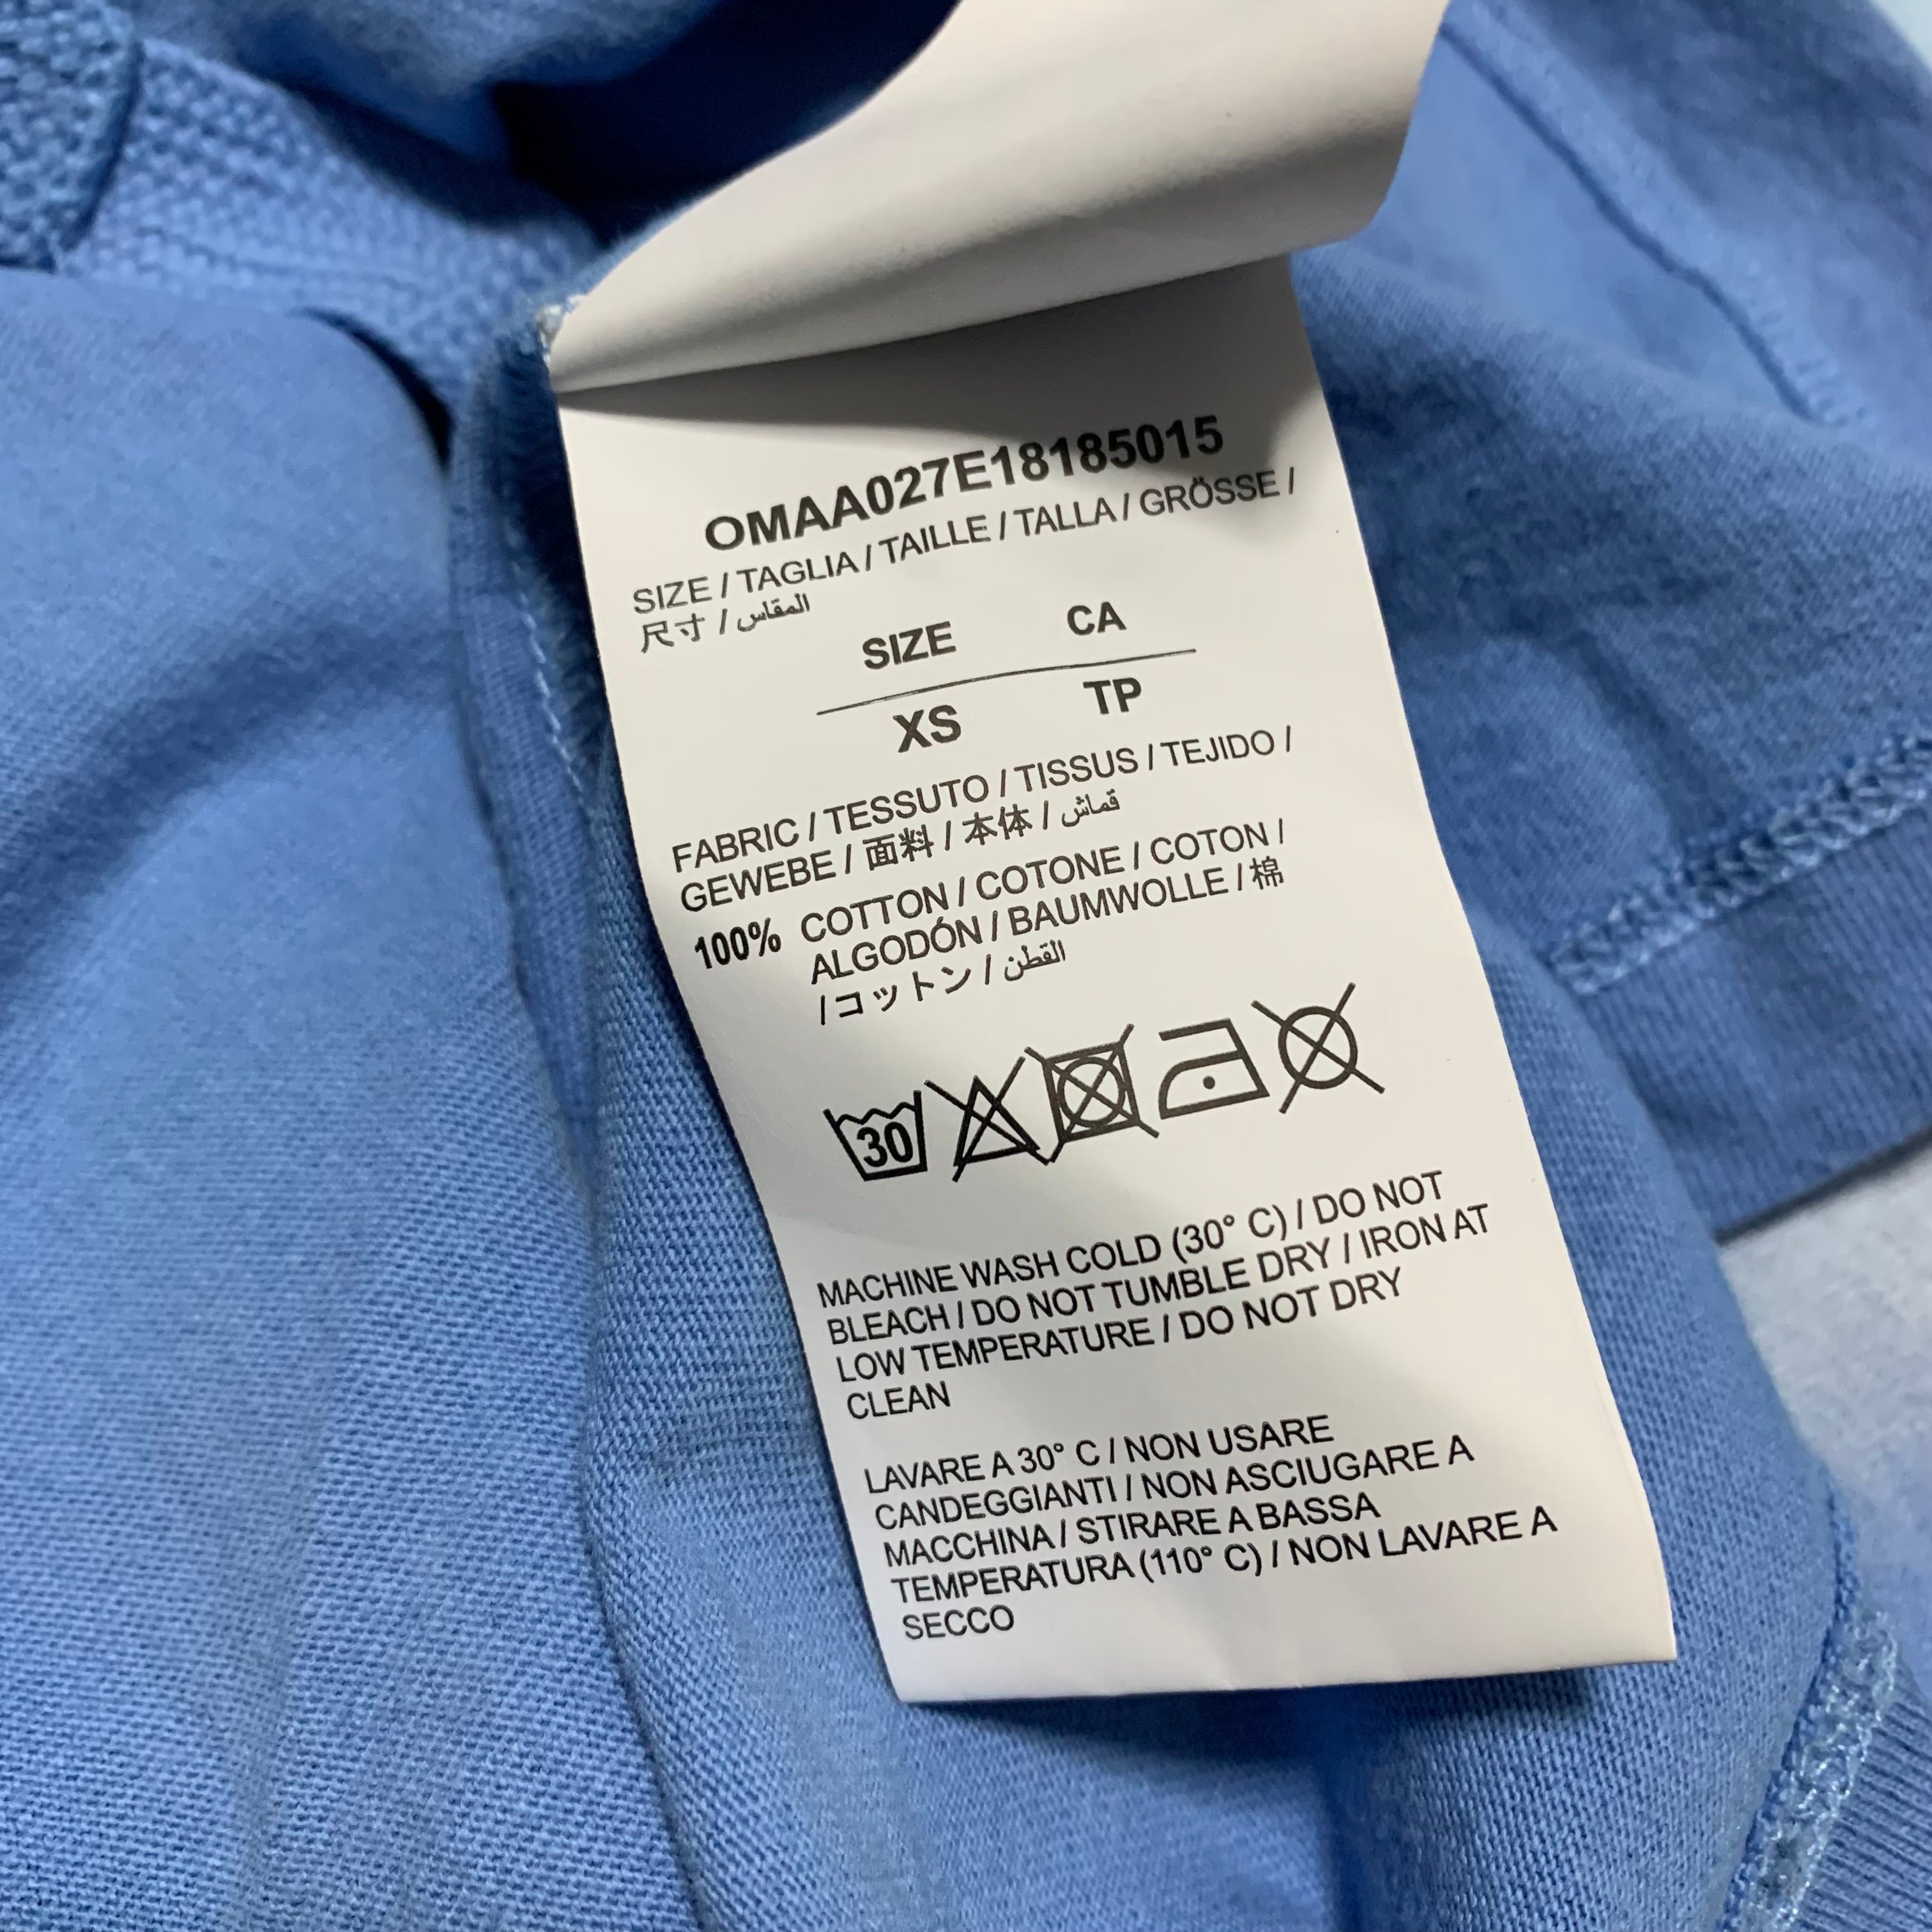 OMAA027E18185015
SIZE / TAGLIA / TAILLE / TALLA / GRÖSSE /
尺寸 / المقاس
SIZE CA
XS TP
FABRIC / TESSUTO / TISSUS / TEJIDO /
GEWEBE / 面料 / 本体 / قماش
100% COTTON / COTONE / COTON /
ALGODÓN / BAUMWOLLE / 棉
/ コットン / القطن
30
MACHINE WASH COLD (30° C) / DO NOT
BLEACH / DO NOT TUMBLE DRY / IRON AT
LOW TEMPERATURE / DO NOT DRY
CLEAN
LAVARE A 30° C / NON USARE
CANDEGGIANTI / NON ASCIUGARE A
MACCHINA / STIRARE A BASSA
TEMPERATURA (110° C) / NON LAVARE A
SECCO